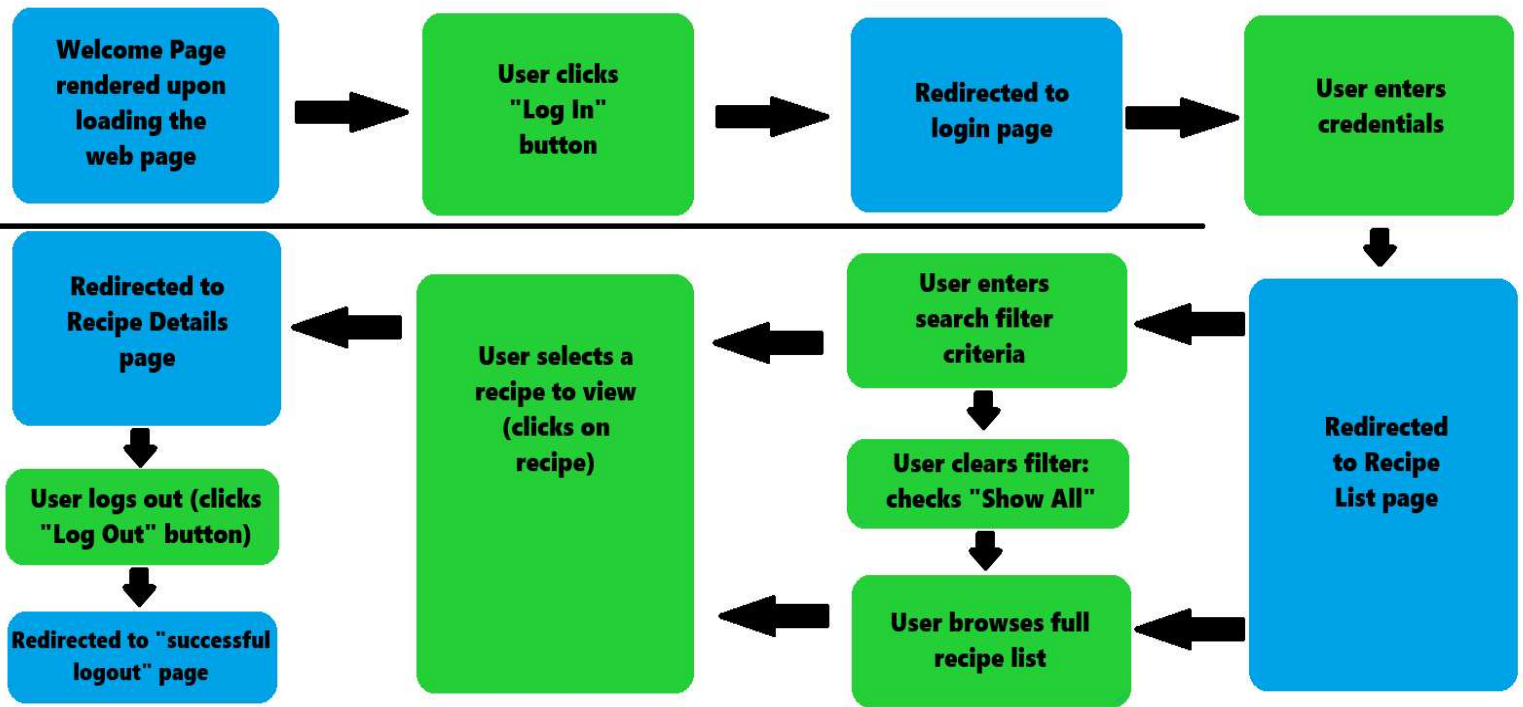 Welcome Page
rendered upon
loading the
web page
User clicks
"Log In"
button
Redirected to
login page
User enters
credentials
Redirected
to Recipe
List page
User enters
search filter
criteria
User clears filter:
checks "Show All"
User browses full
recipe list
User selects a
recipe to view
(clicks on
recipe)
Redirected to
Recipe Details
page
User logs out (clicks
"Log Out" button)
Redirected to "successful
logout" page